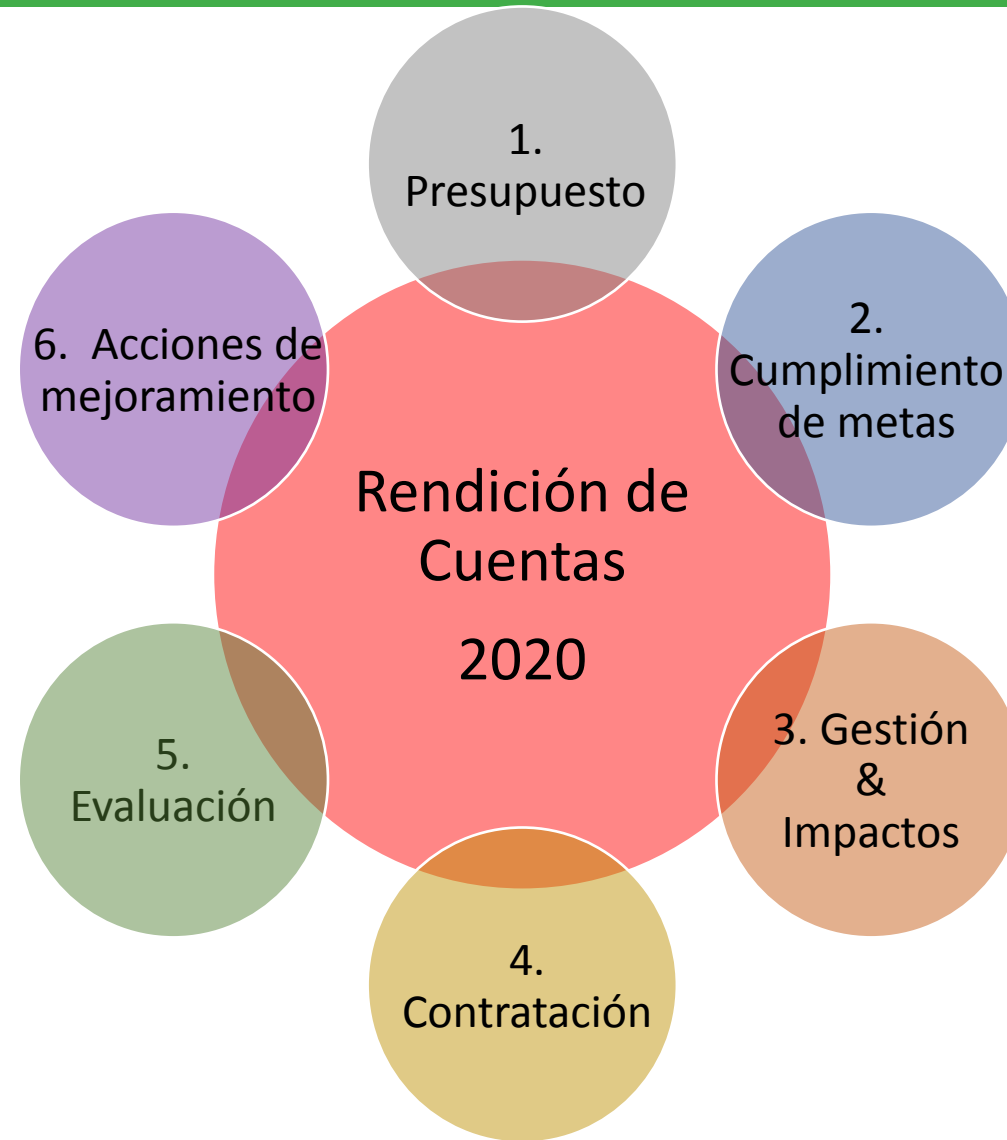 1.
Presupuesto
2.
Cumplimiento
de metas
3. Gestión
&
Impactos
4.
Contratación
5.
Evaluación
6. Acciones de
mejoramiento
Rendición de
Cuentas
2020